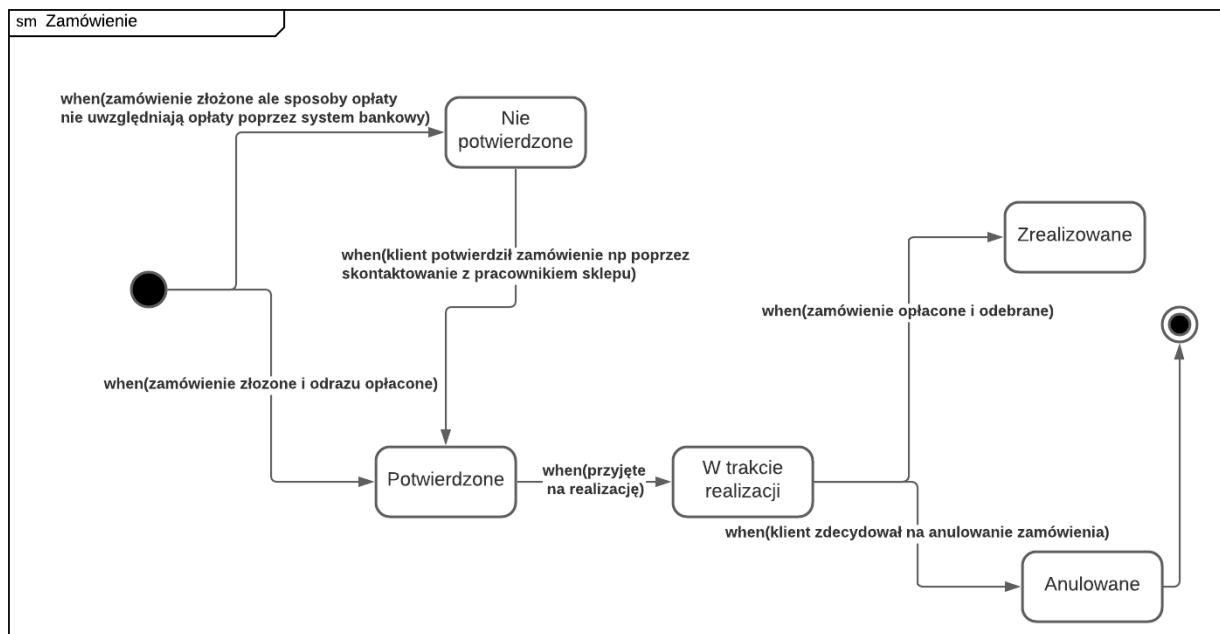 sm Zamówienie
when(zamówienie złożone ale sposoby opłaty
nie uwzględniają opłaty poprzez system bankowy)
Nie
potwierdzone
when(klient potwierdził zamówienie np poprzez
skontaktowanie z pracownikiem sklepu)
Zrealizowane
when(zamówienie opłacone i odebrane)
when(zamówienie złozone i odrazu opłacone)
Potwierdzone
when(przyjęte
na realizację)
W trakcie
realizacji
when(klient zdecydował na anulowanie zamówienia)
Anulowane